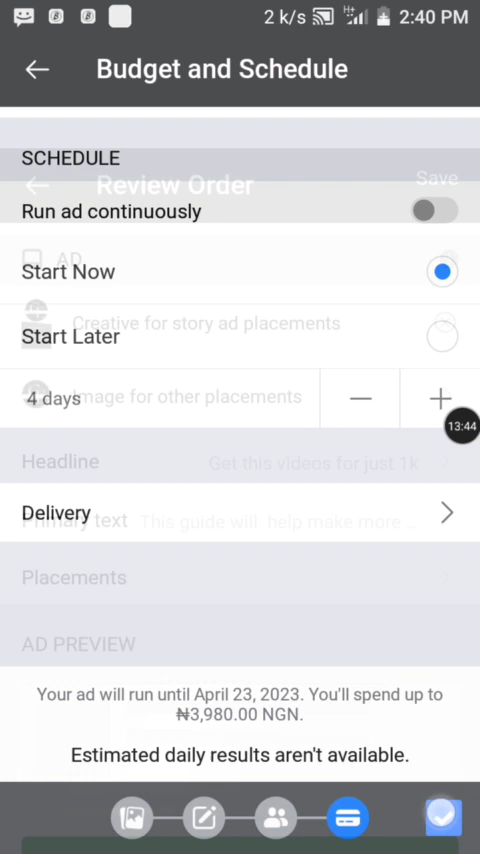 2 k/s H+ 2:40 PM
Budget and Schedule
SCHEDULE
Review Order Save
Run ad continuously
AD
Start Now
Creative for story ad placements
Start Later
4 days
Image for other placements
13:44
Headline Get this videos for just 1k
Delivery
Primary text This guide will help make more ...
Placements
AD PREVIEW
Your ad will run until April 23, 2023. You'll spend up to
₦3,980.00 NGN.
Estimated daily results aren't available.